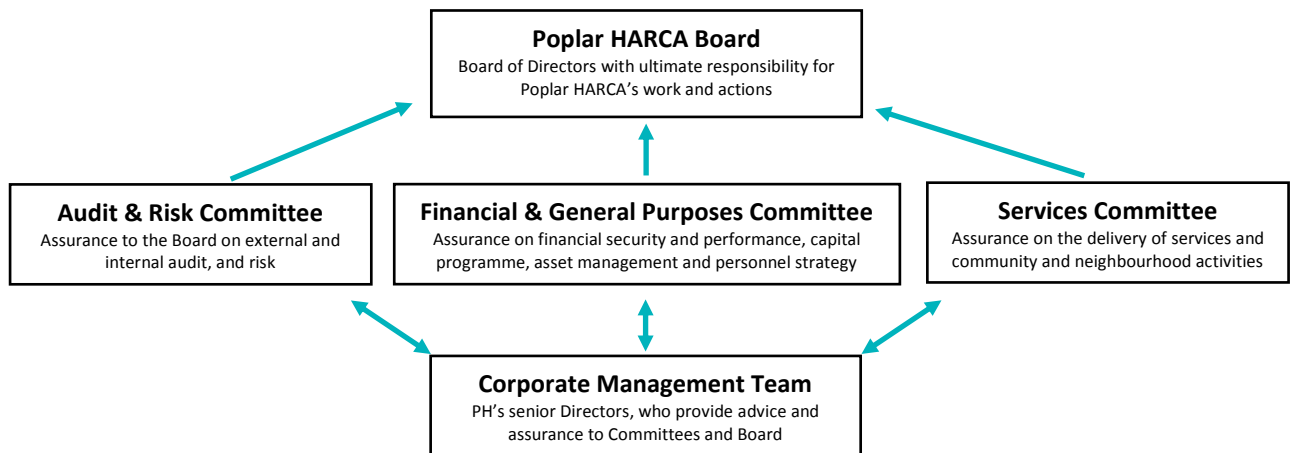 Poplar HARCA Board
Board of Directors with ultimate responsibility for
Poplar HARCA’s work and actions
Audit & Risk Committee
Assurance to the Board on external and
internal audit, and risk
Financial & General Purposes Committee
Assurance on financial security and performance, capital
programme, asset management and personnel strategy
Services Committee
Assurance on the delivery of services and
community and neighbourhood activities
Corporate Management Team
PH’s senior Directors, who provide advice and
assurance to Committees and Board